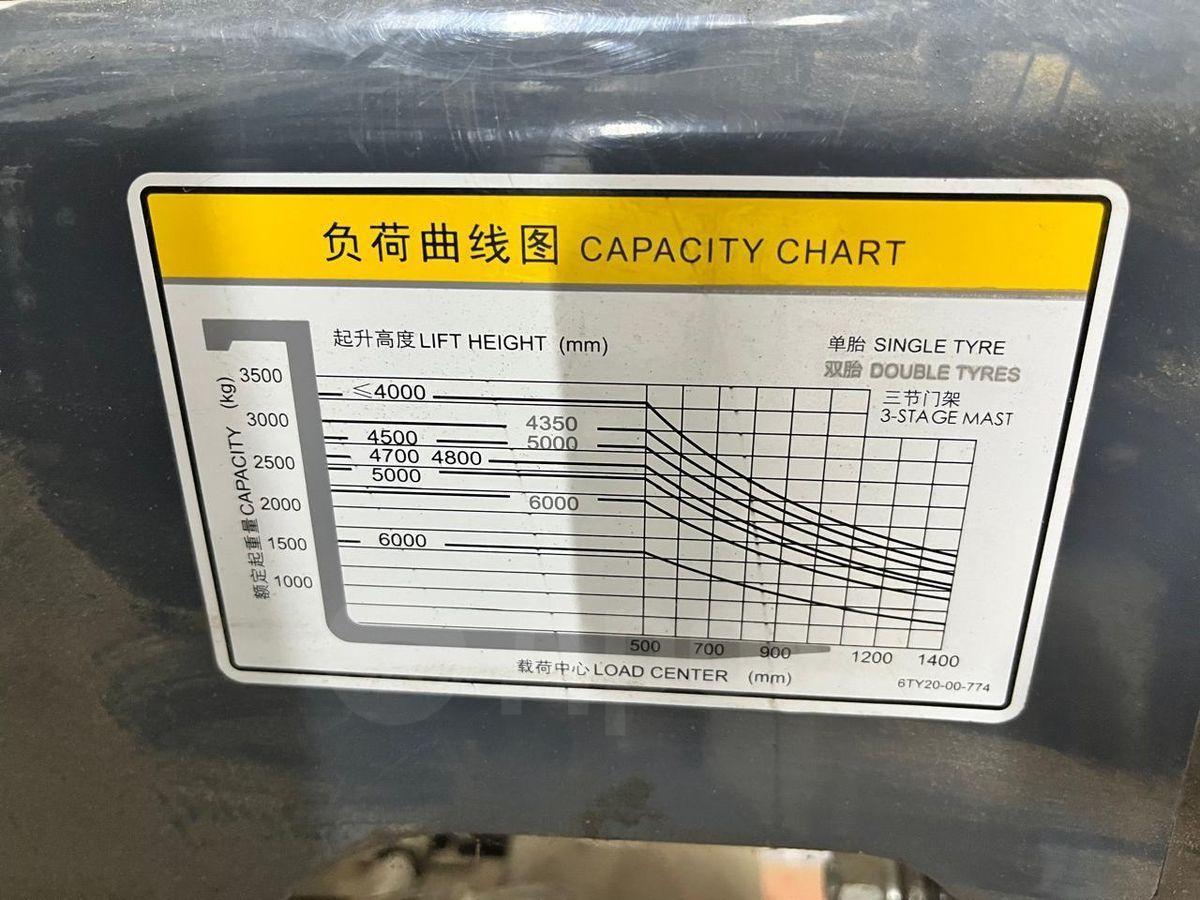 负荷曲线图 CAPACITY CHART
起升高度 LIFT HEIGHT (mm)
单胎 SINGLE TYRE
双胎 DOUBLE TYRES
三节门架
3-STAGE MAST
额定起重量 CAPACITY (kg)
3500
3000
2500
2000
1500
1000
≤4000
4350
4500
5000
4700 4800
5000
6000
6000
500 700 900 1200 1400
载荷中心 LOAD CENTER (mm)
6TY20-00-774